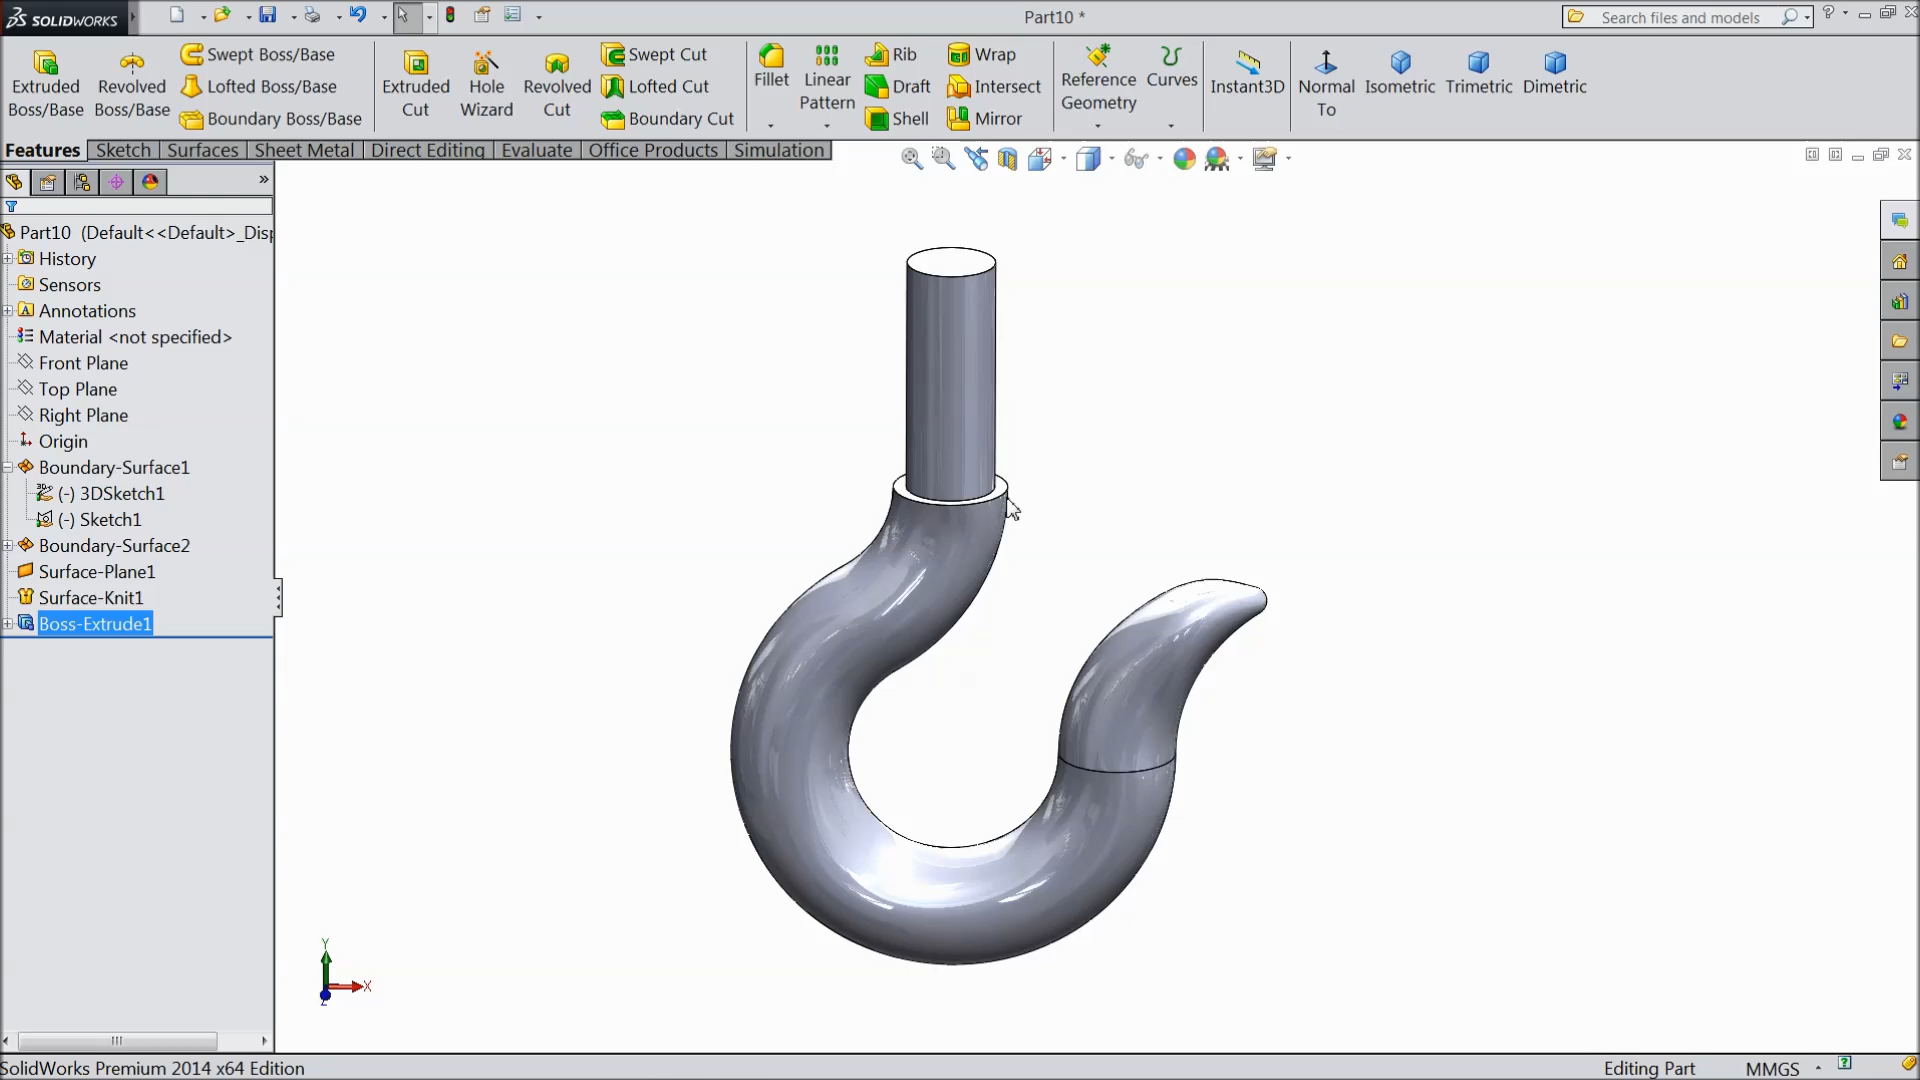 SOLIDWORKS
Part10 *
Search files and models
Extruded Boss/Base
Revolved Boss/Base
Swept Boss/Base
Lofted Boss/Base
Boundary Boss/Base
Extruded Cut
Hole Wizard
Revolved Cut
Swept Cut
Lofted Cut
Boundary Cut
Fillet
Linear Pattern
Rib
Draft
Shell
Wrap
Intersect
Mirror
Reference Geometry
Curves
Instant3D
Normal To
Isometric
Trimetric
Dimetric
Features
Sketch
Surfaces
Sheet Metal
Direct Editing
Evaluate
Office Products
Simulation
Part10 (Default<<Default>_Disp
History
Sensors
Annotations
Material <not specified>
Front Plane
Top Plane
Right Plane
Origin
Boundary-Surface1
(-) 3DSketch1
(-) Sketch1
Boundary-Surface2
Surface-Plane1
Surface-Knit1
Boss-Extrude1
Y
X
Z
SolidWorks Premium 2014 x64 Edition
Editing Part
MMGS